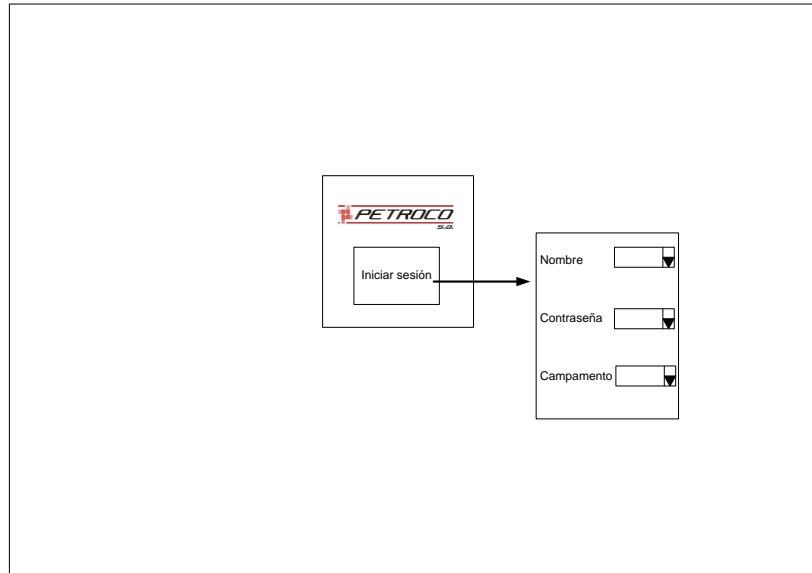 PETROCO
S.A.
Iniciar sesión
Nombre
Contraseña
Campamento